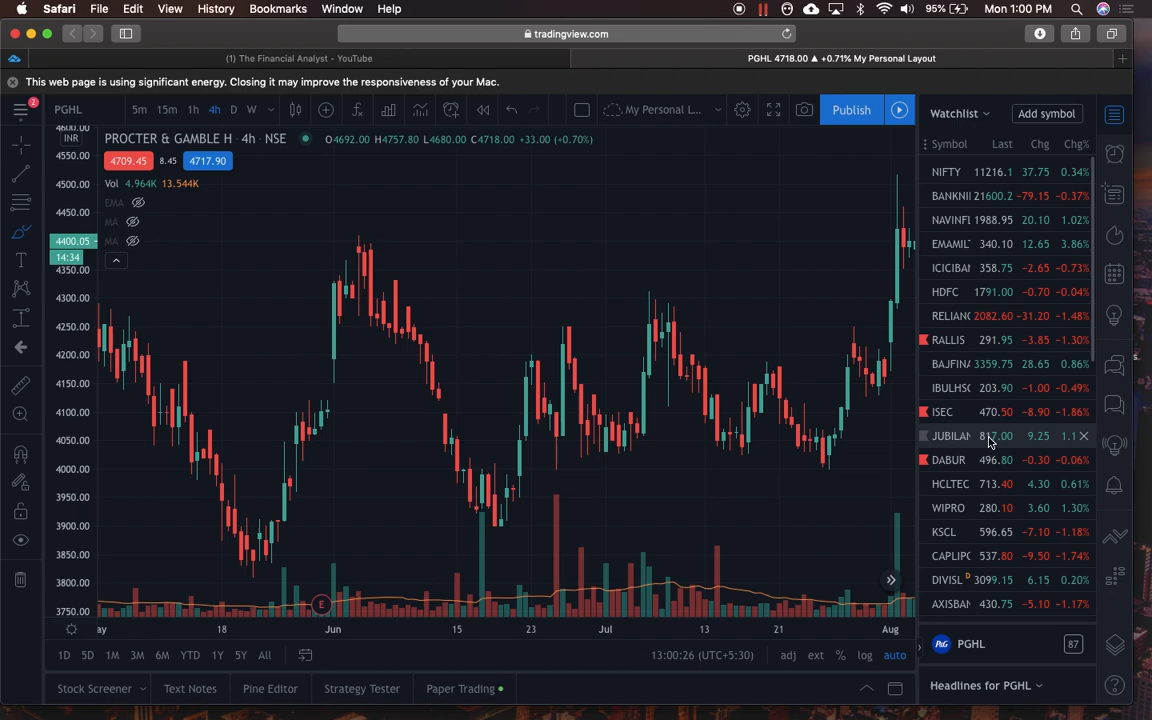 Safari File Edit View History Bookmarks Window Help 95% Mon 1:00 PM
tradingview.com
(1) The Financial Analyst - YouTube
PGHL 4718.00 ▲ +0.71% My Personal Layout
This web page is using significant energy. Closing it may improve the responsiveness of your Mac.
2
PGHL 5m 15m 1h 4h D W My Personal L... Publish
Watchlist Add symbol
PROCTER & GAMBLE H · 4h · NSE O4692.00 H4757.80 L4680.00 C4718.00 +33.00 (+0.70%)
4709.45 8.45 4717.90
Vol 4.964K 13.544K
EMA
MA
MA
INR
4600.00
4550.00
4500.00
4450.00
4400.05
14:34
4350.00
4300.00
4250.00
4200.00
4150.00
4100.00
4050.00
4000.00
3950.00
3900.00
3850.00
3800.00
3750.00
E
ay 18 Jun 15 23 Jul 13 21 Aug
1D 5D 1M 3M 6M YTD 1Y 5Y All 13:00:26 (UTC+5:30) adj ext % log auto
Stock Screener Text Notes Pine Editor Strategy Tester Paper Trading
Symbol Last Chg Chg%
NIFTY 11216.1 37.75 0.34%
BANKNI 21600.2 −79.15 −0.37%
NAVINFL 1988.95 20.10 1.02%
EMAMIL 340.10 12.65 3.86%
ICICIBAN 358.75 −2.65 −0.73%
HDFC 1791.00 −0.70 −0.04%
RELIANC 2082.60 −31.20 −1.48%
RALLIS 291.95 −3.85 −1.30%
BAJFINA 3359.75 28.65 0.86%
IBULHSG 203.90 −1.00 −0.49%
ISEC 470.50 −8.90 −1.86%
JUBILAN 817.00 9.25 1.1
DABUR 496.80 −0.30 −0.06%
HCLTEC 713.40 4.30 0.61%
WIPRO 280.10 3.60 1.30%
KSCL 596.65 −7.10 −1.18%
CAPLIPO 537.80 −9.50 −1.74%
DIVISL D 3099.15 6.15 0.20%
AXISBAN 430.75 −5.10 −1.17%
P&G PGHL 87
Headlines for PGHL